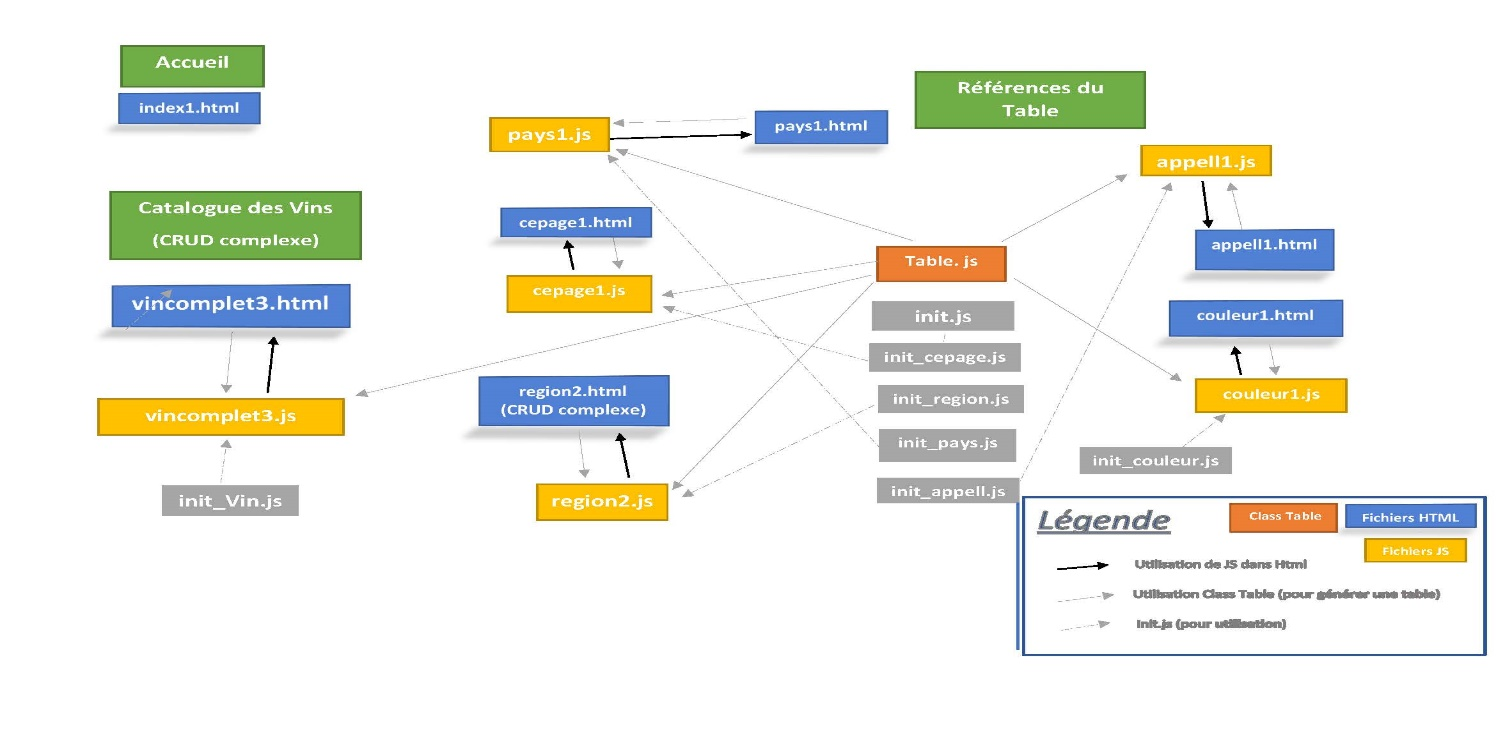 Accueil
index1.html
Références du
Table
pays1.js
pays1.html
appell1.js
Catalogue des Vins
(CRUD complexe)
cepage1.html
appell1.html
Table. js
cepage1.js
vincomplet3.html
init.js
couleur1.html
init_cepage.js
region2.html
(CRUD complexe)
init_region.js
couleur1.js
vincomplet3.js
init_pays.js
init_couleur.js
init_Vin.js
region2.js
init_appell.js
Légende
Class Table
Fichiers HTML
Fichiers JS
Utilisation de JS dans Html
Utilisation Class Table (pour générer une table)
Init.js (pour utilisation)